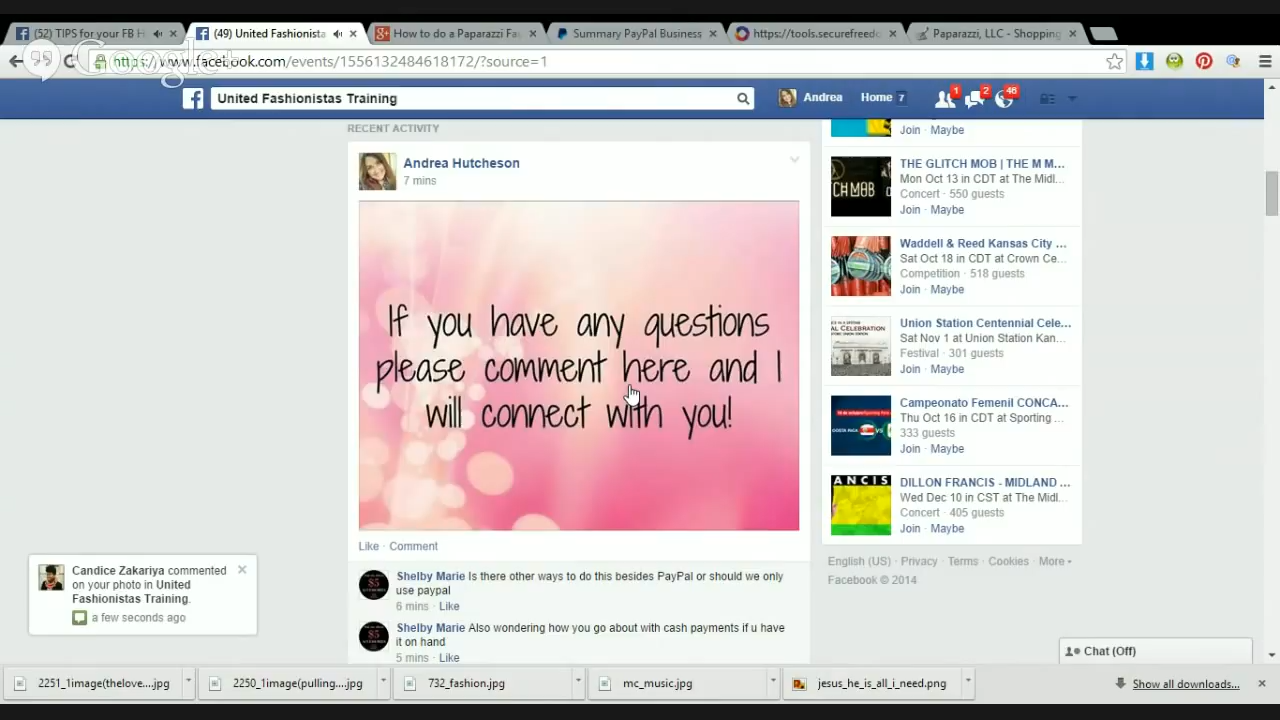 (52) TIPS for your FB H
(49) United Fashionista
How to do a Paparazzi Fa
Summary PayPal Business
https://tools.securefreedo
Paparazzi, LLC - Shopping
Google+
https://www.facebook.com/events/1556132484618172/?source=1
United Fashionistas Training
Andrea
Home 7
1
2
46
RECENT ACTIVITY
Andrea Hutcheson
7 mins
If you have any questions
please comment here and I
will connect with you!
Like · Comment
Shelby Marie Is there other ways to do this besides PayPal or should we only
use paypal
6 mins · Like
Shelby Marie Also wondering how you go about with cash payments if u have
it on hand
5 mins · Like
Join · Maybe
THE GLITCH MOB | THE M M...
Mon Oct 13 in CDT at The Midl...
Concert · 550 guests
Join · Maybe
Waddell & Reed Kansas City ...
Sat Oct 18 in CDT at Crown Ce...
Competition · 518 guests
Join · Maybe
Union Station Centennial Cele...
Sat Nov 1 at Union Station Kan...
Festival · 301 guests
Join · Maybe
Campeonato Femenil CONCA...
Thu Oct 16 in CDT at Sporting ...
333 guests
Join · Maybe
DILLON FRANCIS - MIDLAND ...
Wed Dec 10 in CST at The Midl...
Concert · 405 guests
Join · Maybe
English (US) · Privacy · Terms · Cookies · More
Facebook © 2014
Candice Zakariya commented
on your photo in United
Fashionistas Training.
a few seconds ago
Chat (Off)
2251_1image(thelove....jpg
2250_1image(pulling....jpg
732_fashion.jpg
mc_music.jpg
jesus_he_is_all_i_need.png
Show all downloads...